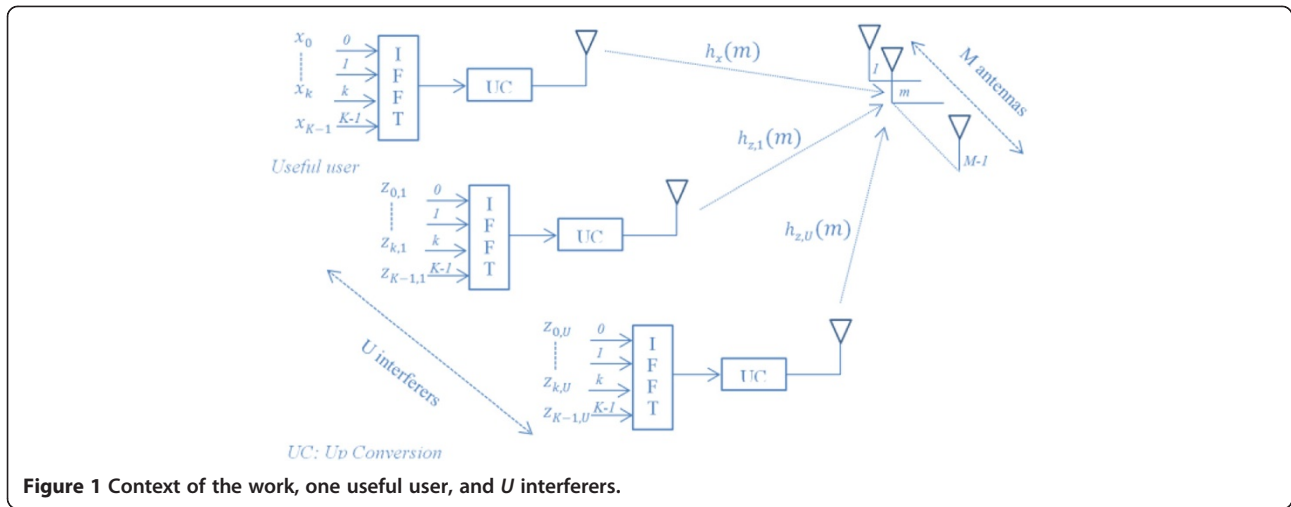 x_0
x_k
x_{K-1}
0
1
k
K-1
I
F
F
T
UC
Useful user
h_x(m)
1
m
M-1
M antennas
z_{0,1}
z_{k,1}
z_{K-1,1}
0
1
k
K-1
I
F
F
T
UC
h_{z,1}(m)
h_{z,U}(m)
U interferers
z_{0,U}
z_{k,U}
z_{K-1,U}
0
1
k
K-1
I
F
F
T
UC
UC: Up Conversion
Figure 1 Context of the work, one useful user, and U interferers.